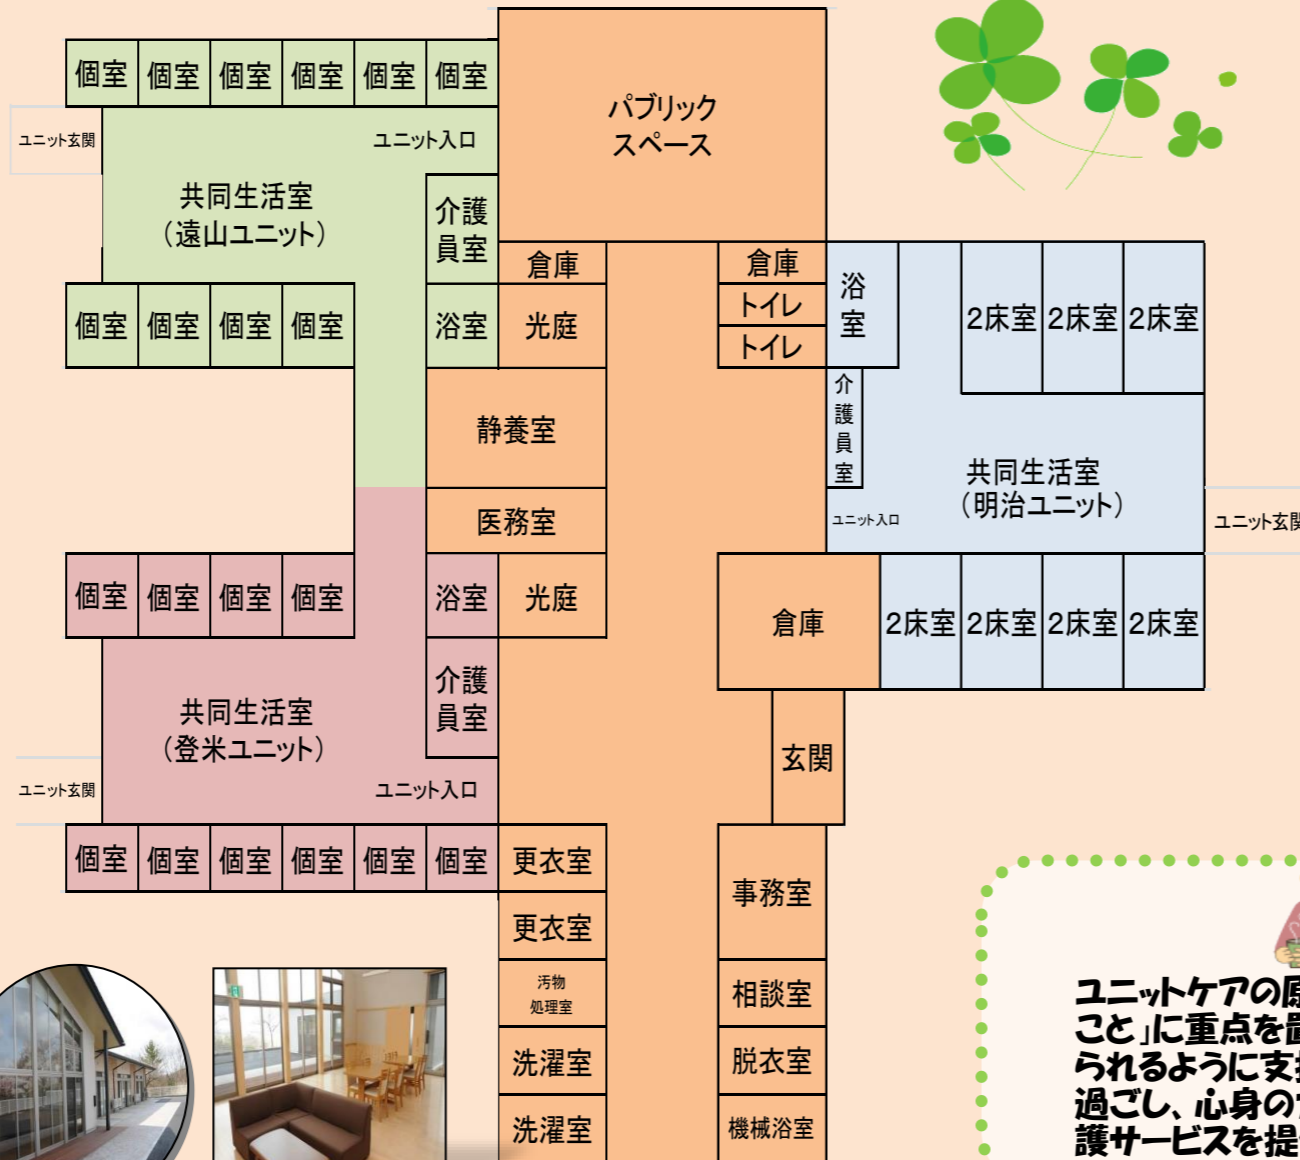 個室 個室 個室 個室 個室 個室
パブリック
スペース
ユニット玄関
ユニット入口
共同生活室
（遠山ユニット）
介護
員室
倉庫
倉庫
浴
室
2床室 2床室 2床室
個室 個室 個室 個室
浴室
光庭
トイレ
トイレ
介
護
員
室
静養室
共同生活室
（明治ユニット）
医務室
ユニット入口
ユニット玄関
個室 個室 個室 個室
浴室
光庭
倉庫
2床室 2床室 2床室 2床室
介護
員室
共同生活室
（登米ユニット）
玄関
ユニット玄関
ユニット入口
個室 個室 個室 個室 個室 個室
更衣室
事務室
更衣室
汚物
処理室
相談室
洗濯室
脱衣室
洗濯室
機械浴室
ユニットケアの原
こと」に重点を置
られるように支援
過ごし、心身の
護サービスを提